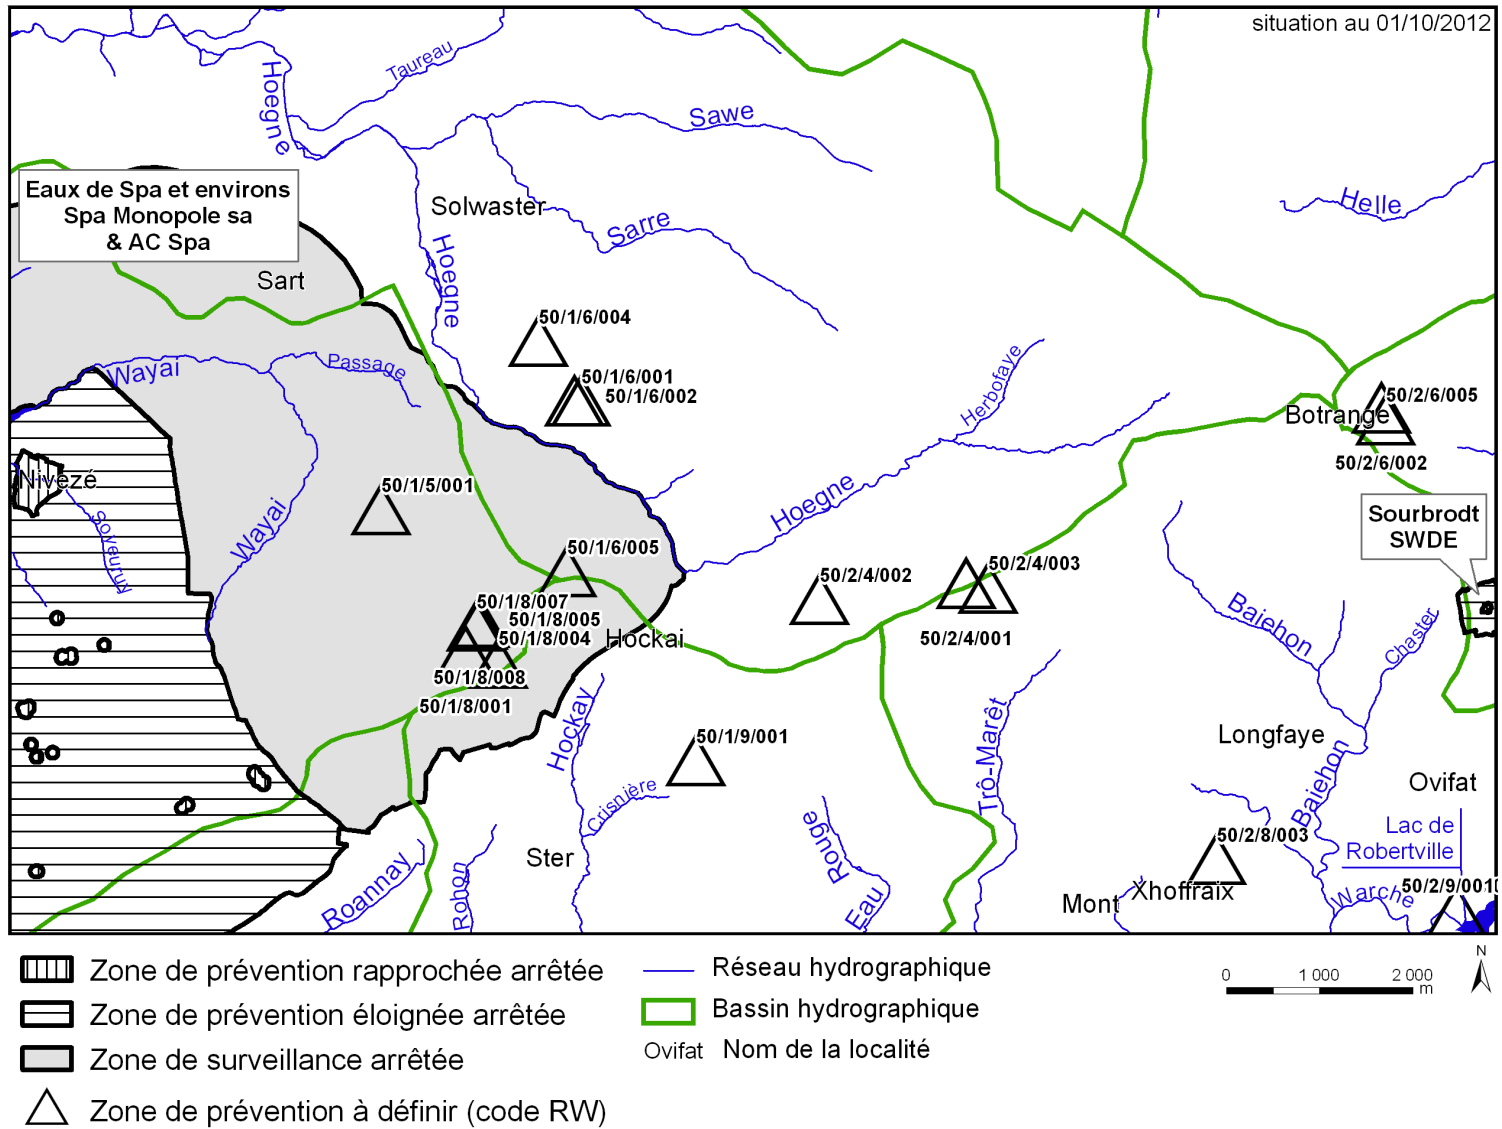 situation au 01/10/2012
Taureau
Hoegne
Sawe
Eaux de Spa et environs
Spa Monopole sa
& AC Spa
Solwaster
Helle
Sarre
Hoegne
Sart
50/1/6/004
Passage
Wayai
50/1/6/001
50/1/6/002
Herbofaye
50/2/6/005
Botrange
50/2/6/002
Nivezé
50/1/5/001
Hoegne
Sourbrodt
SWDE
Wayai
50/1/6/005
50/2/4/002
50/2/4/003
50/1/8/007
50/1/8/005
50/1/8/004
Hockai
50/2/4/001
Baiehon
Chaster
50/1/8/008
50/1/8/001
Hockay
50/1/9/001
Trô-Marêt
Longfaye
Baiehon
Ovifat
Crisnière
Rouge
Eau
Lac de
Robertville
50/2/8/003
Ster
Roannay
Robon
Mont
Xhoffraix
Warche
Zone de prévention rapprochée arrêtée
Zone de prévention éloignée arrêtée
Zone de surveillance arrêtée
Zone de prévention à définir (code RW)
Réseau hydrographique
Bassin hydrographique
Ovifat Nom de la localité
N
0 1 000 2 000
m